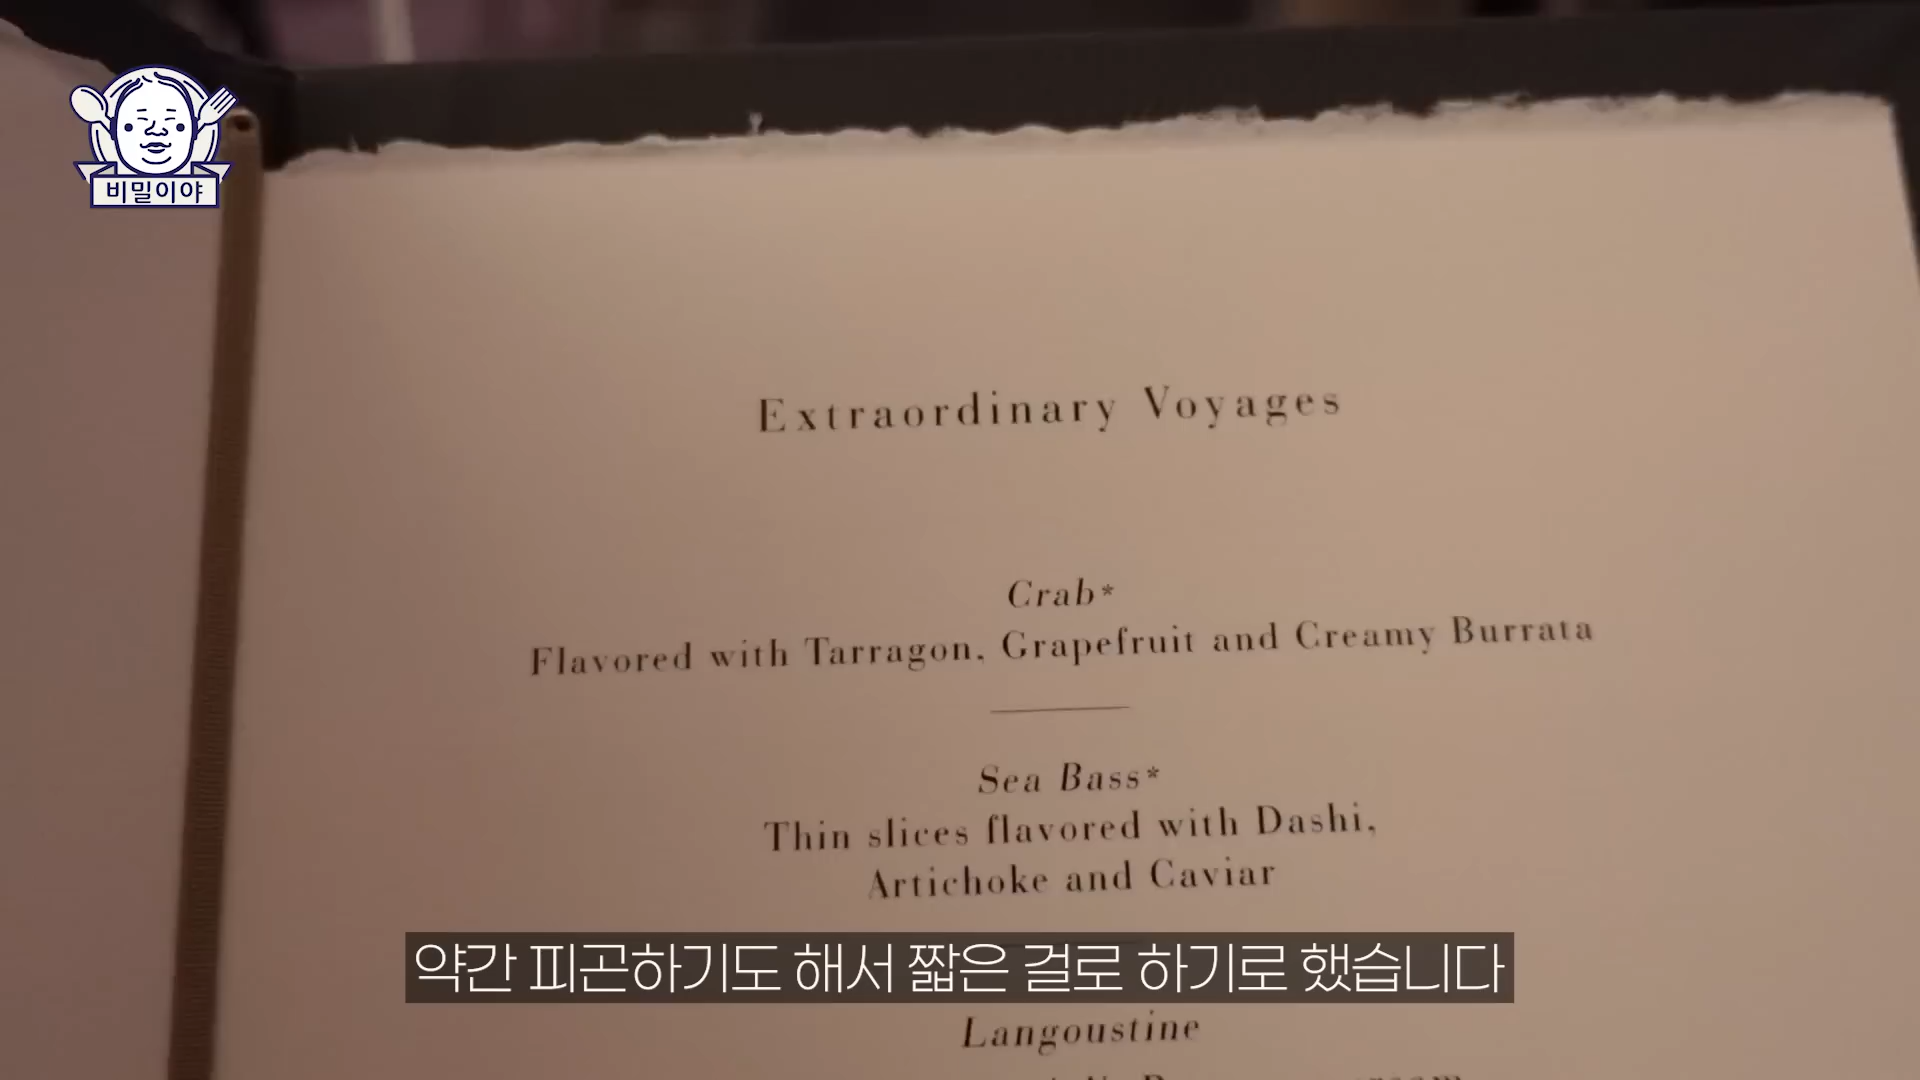 비밀이야
Extraordinary Voyages
Crab*
Flavored with Tarragon, Grapefruit and Creamy Burrata
Sea Bass*
Thin slices flavored with Dashi,
Artichoke and Caviar
약간 피곤하기도 해서 짧은 걸로 하기로 했습니다
Langoustine